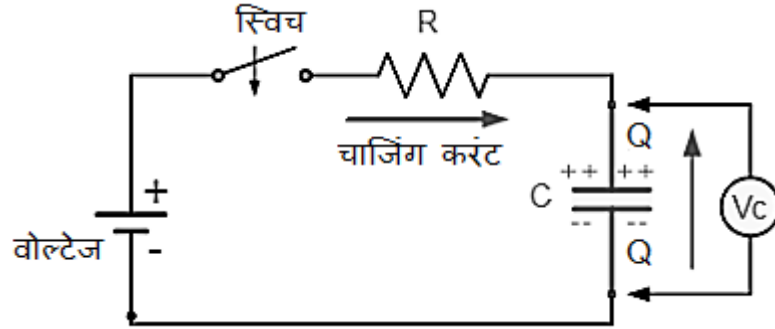 स्विच
R
चार्जिंग करंट
Q
++ ++
C
Vc
-- --
Q
+
वोल्टेज
-